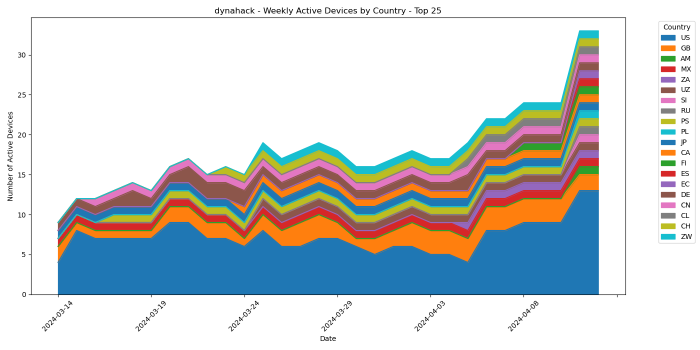 dynahack - Weekly Active Devices by Country - Top 25
Number of Active Devices
30
25
20
15
10
5
0
2024-03-14
2024-03-19
2024-03-24
2024-03-29
2024-04-03
2024-04-08
Date
Country
US
GB
AM
MX
ZA
UZ
SI
RU
PS
PL
JP
CA
FI
ES
EC
DE
CN
CL
CH
ZW